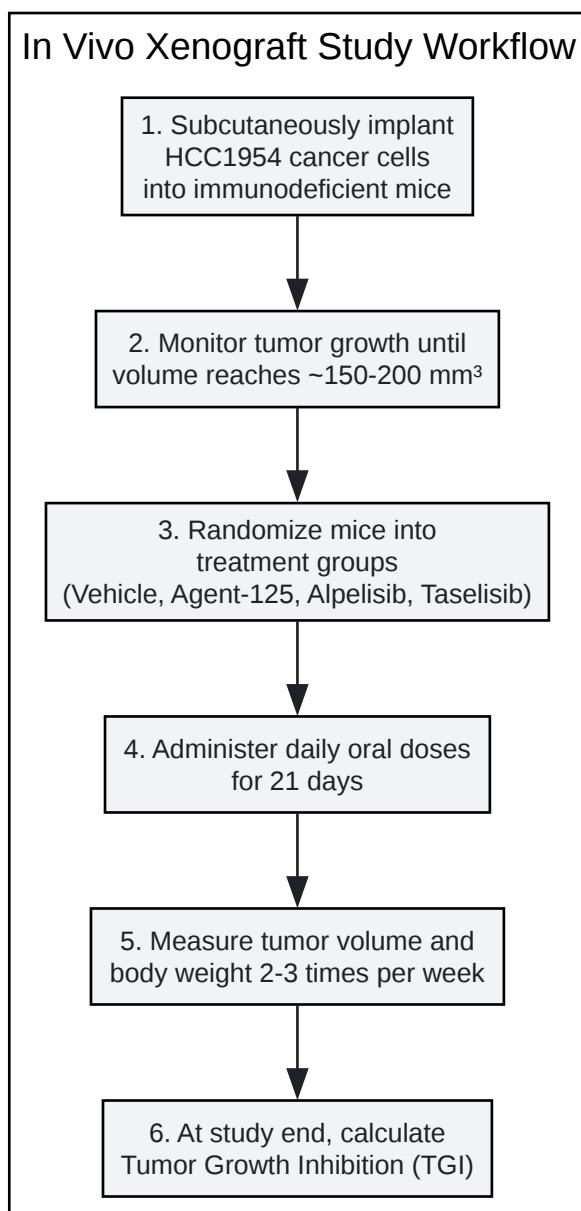 In Vivo Xenograft Study Workflow
1. Subcutaneously implant
HCC1954 cancer cells
into immunodeficient mice
2. Monitor tumor growth until
volume reaches ~150-200 mm³
3. Randomize mice into
treatment groups
(Vehicle, Agent-125, Alpelisib, Taselisib)
4. Administer daily oral doses
for 21 days
5. Measure tumor volume and
body weight 2-3 times per week
6. At study end, calculate
Tumor Growth Inhibition (TGI)